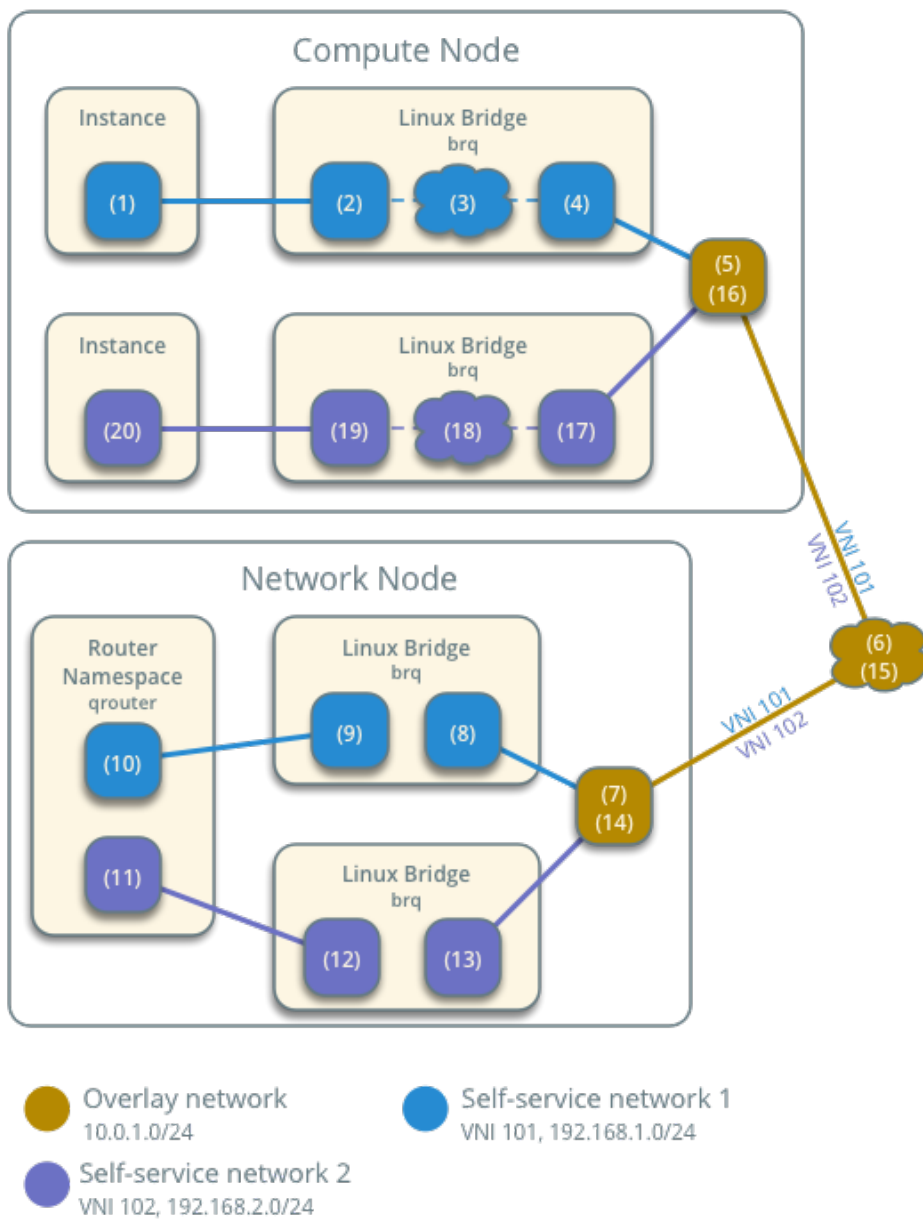 Compute Node
Instance
Linux Bridge
brq
(1)
(2)
(3)
(4)
(5)
(16)
Instance
Linux Bridge
brq
(20)
(19)
(18)
(17)
VNI 101
VNI 102
Network Node
Router
Namespace
qrouter
Linux Bridge
brq
(6)
(15)
(10)
(9)
(8)
VNI 101
VNI 102
(7)
(14)
(11)
Linux Bridge
brq
(12)
(13)
Overlay network
10.0.1.0/24
Self-service network 1
VNI 101, 192.168.1.0/24
Self-service network 2
VNI 102, 192.168.2.0/24